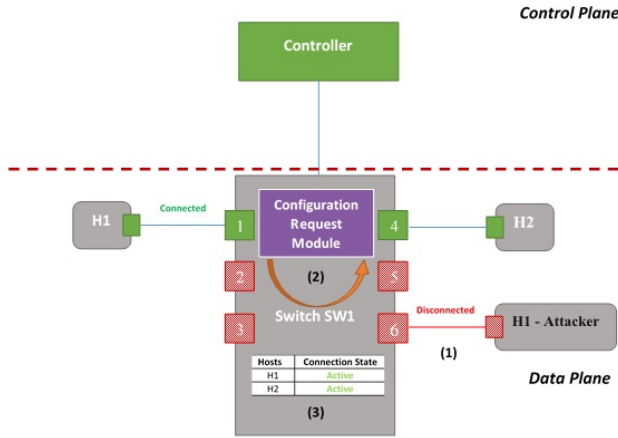 Control Plane
Controller
H1
Connected
1
Configuration
Request
Module
4
H2
2
(2)
5
Switch SW1
3
6
Disconnected
H1 - Attacker
(1)
Hosts Connection State
H1 Active
H2 Active
(3)
Data Plane